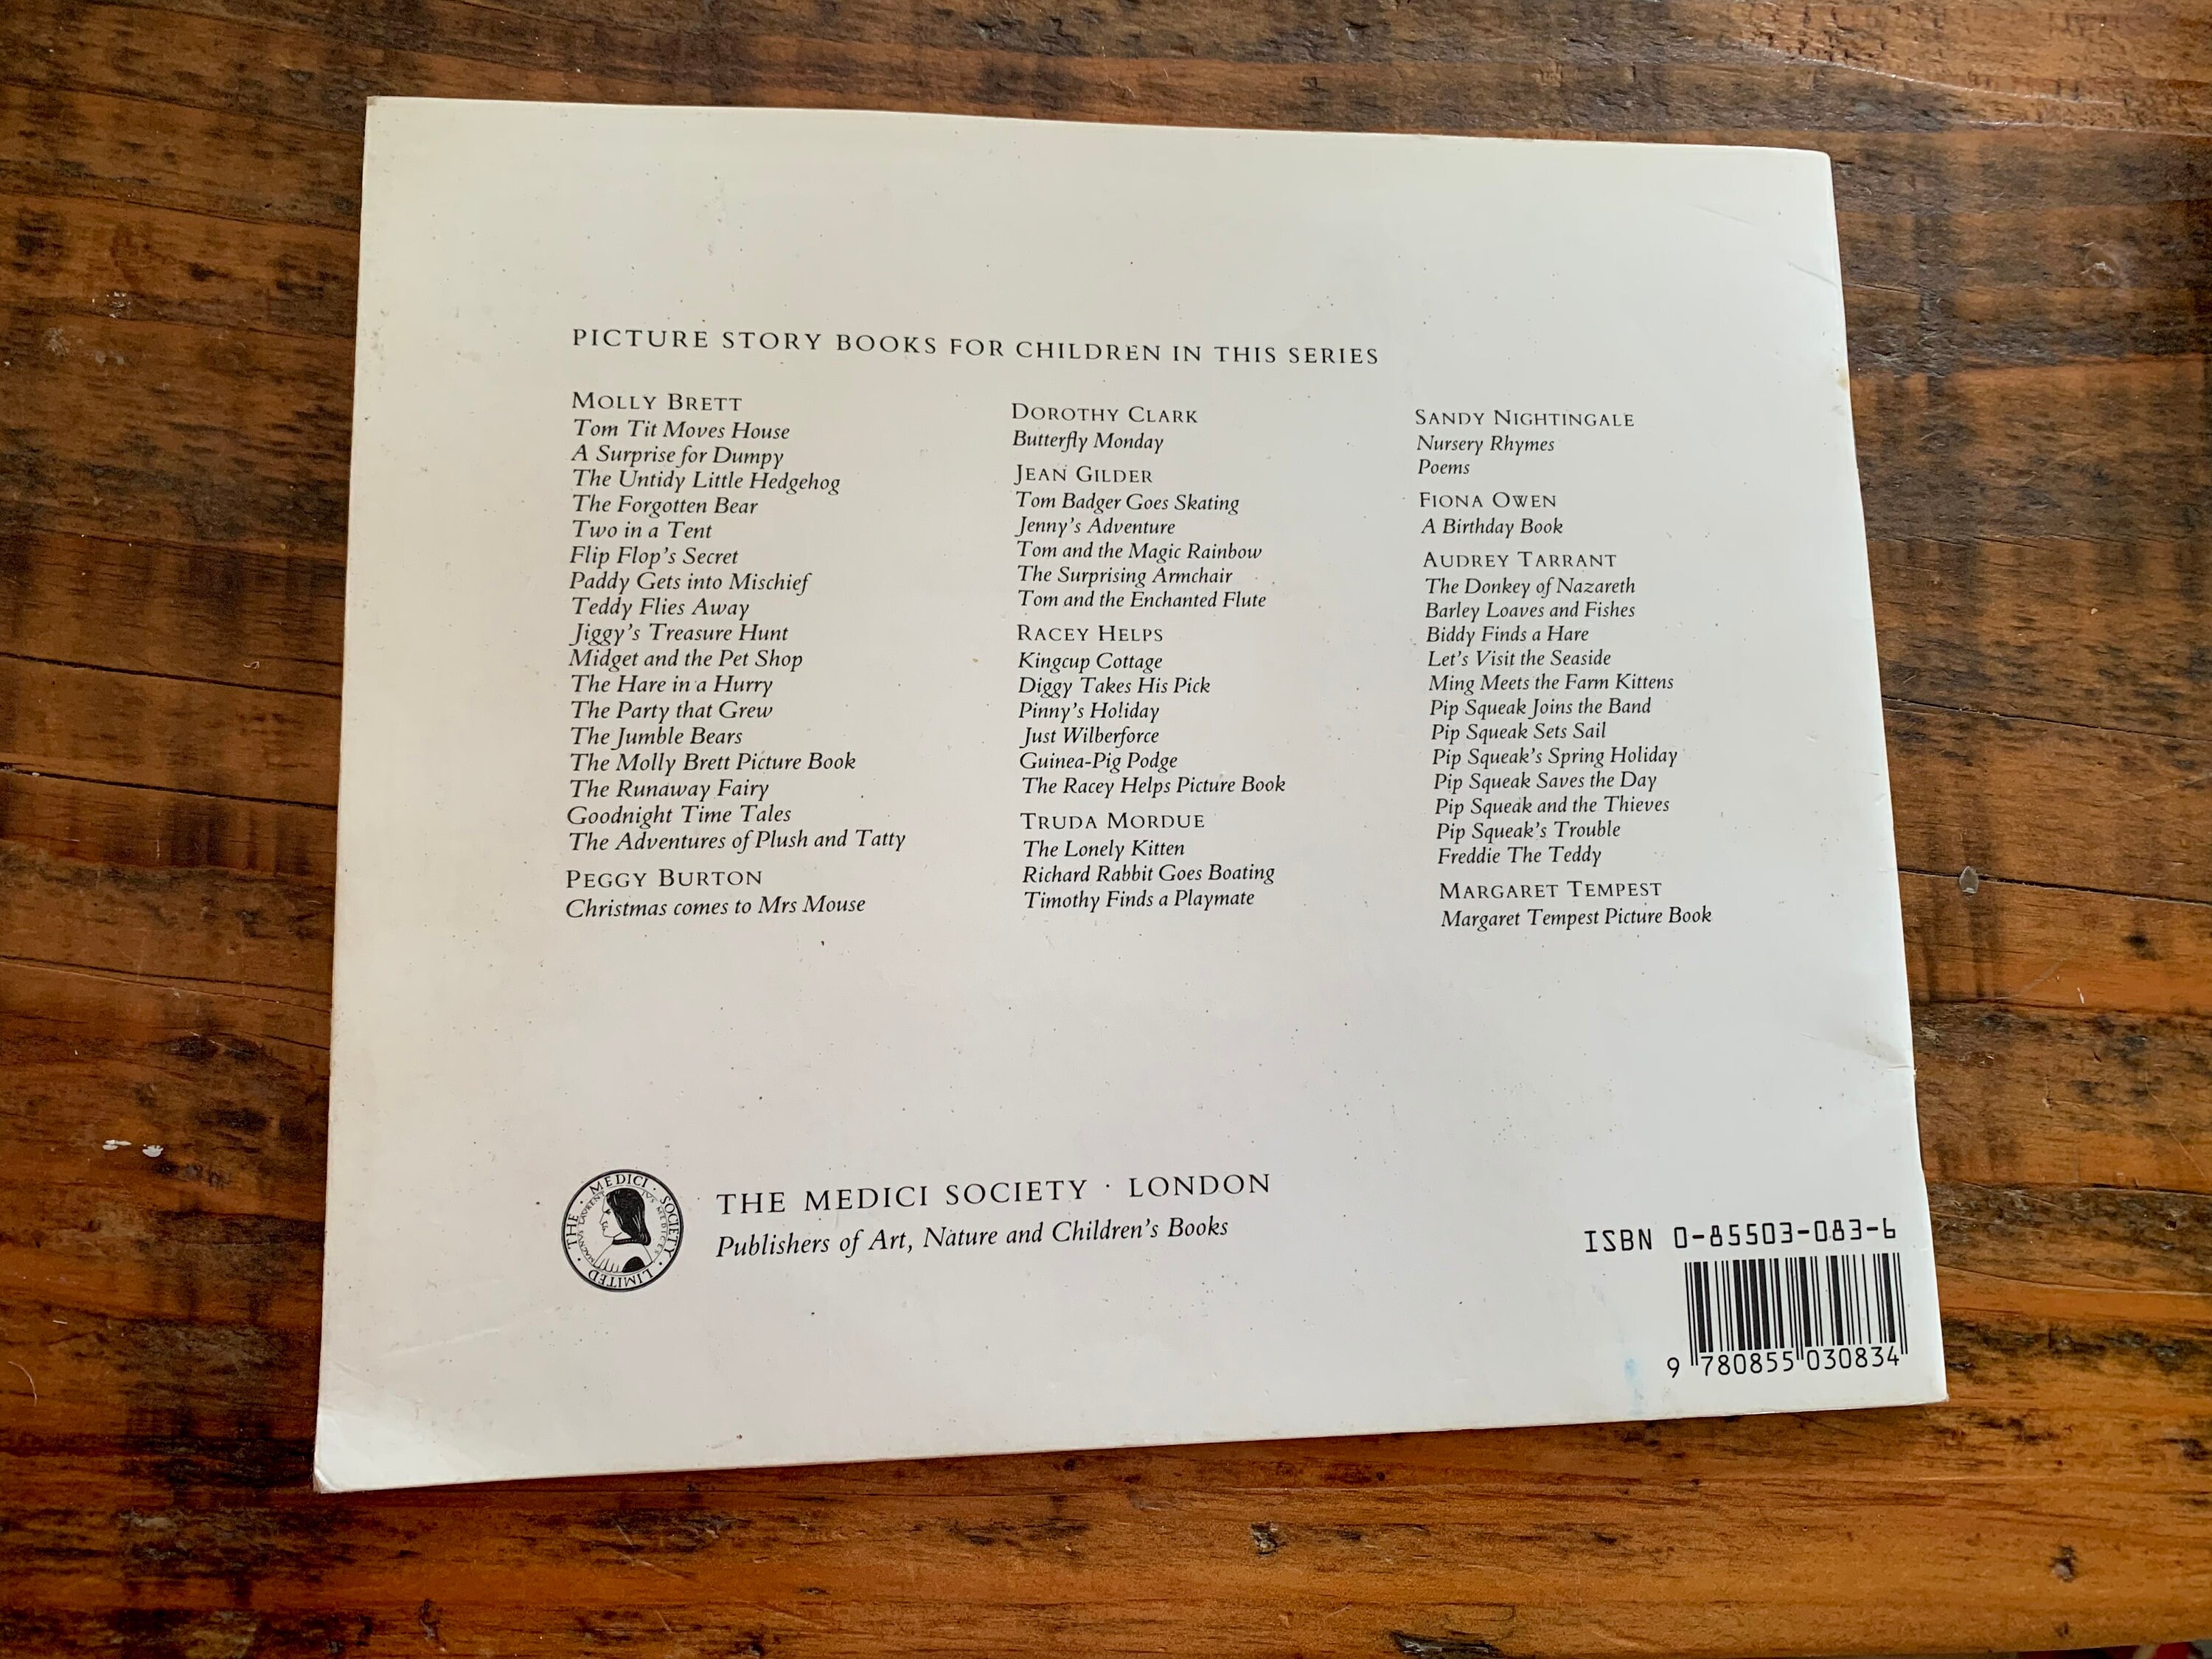 PICTURE STORY BOOKS FOR CHILDREN IN THIS SERIES
MOLLY BRETT
Tom Tit Moves House
A Surprise for Dumpy
The Untidy Little Hedgehog
The Forgotten Bear
Two in a Tent
Flip Flop's Secret
Paddy Gets into Mischief
Teddy Flies Away
Jiggy's Treasure Hunt
Midget and the Pet Shop
The Hare in a Hurry
The Party that Grew
The Jumble Bears
The Molly Brett Picture Book
The Runaway Fairy
Goodnight Time Tales
The Adventures of Plush and Tatty
PEGGY BURTON
Christmas comes to Mrs Mouse
DOROTHY CLARK
Butterfly Monday
JEAN GILDER
Tom Badger Goes Skating
Jenny's Adventure
Tom and the Magic Rainbow
The Surprising Armchair
Tom and the Enchanted Flute
RACEY HELPS
Kingcup Cottage
Diggy Takes His Pick
Pinny's Holiday
Just Wilberforce
Guinea-Pig Podge
The Racey Helps Picture Book
TRUDA MORDUE
The Lonely Kitten
Richard Rabbit Goes Boating
Timothy Finds a Playmate
SANDY NIGHTINGALE
Nursery Rhymes
Poems
FIONA OWEN
A Birthday Book
AUDREY TARRANT
The Donkey of Nazareth
Barley Loaves and Fishes
Biddy Finds a Hare
Let's Visit the Seaside
Ming Meets the Farm Kittens
Pip Squeak Joins the Band
Pip Squeak Sets Sail
Pip Squeak's Spring Holiday
Pip Squeak Saves the Day
Pip Squeak and the Thieves
Pip Squeak's Trouble
Freddie The Teddy
MARGARET TEMPEST
Margaret Tempest Picture Book
THE · MEDICI · SOCIETY · LIMITED ·
THE MEDICI SOCIETY · LONDON
Publishers of Art, Nature and Children's Books
ISBN 0-85503-083-6
9 780855 030834